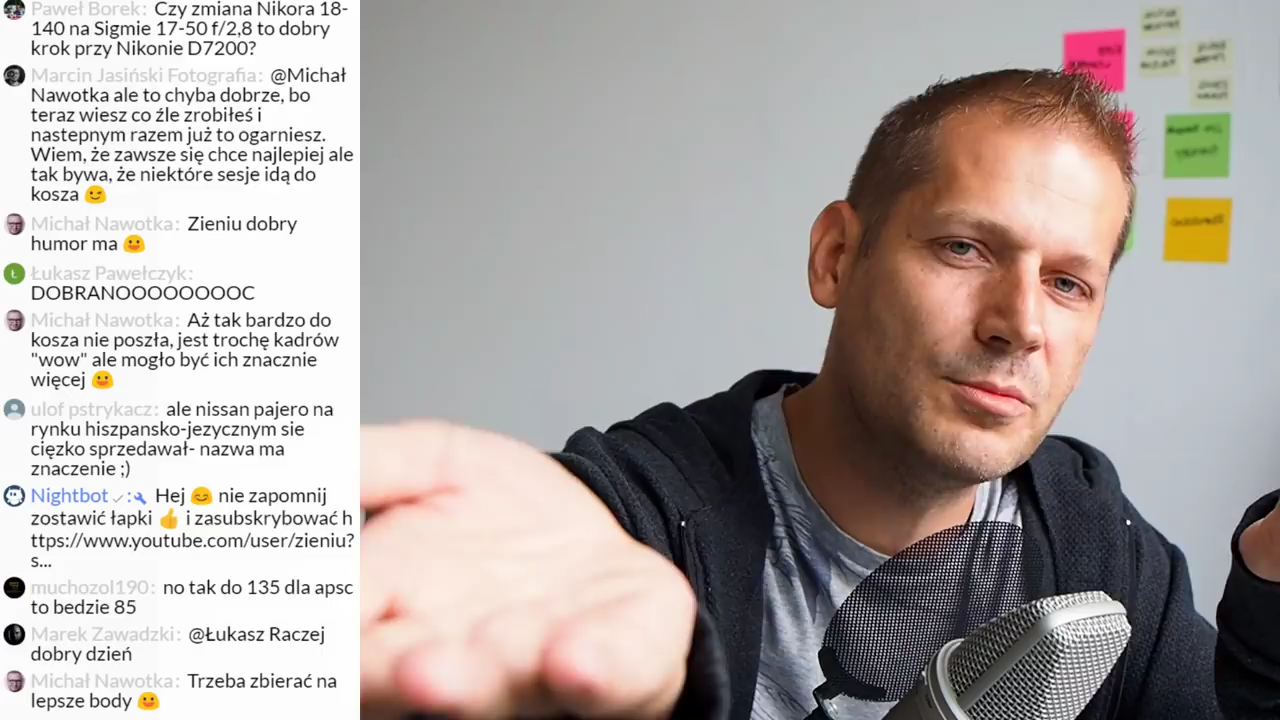 Paweł Borek: Czy zmiana Nikora 18-
140 na Sigmie 17-50 f/2,8 to dobry
krok przy Nikonie D7200?
Marcin Jasiński Fotografia: @Michał
Nawotka ale to chyba dobrze, bo
teraz wiesz co źle zrobiłeś i
nastepnym razem już to ogarniesz.
Wiem, że zawsze się chce najlepiej ale
tak bywa, że niektóre sesje idą do
kosza 😉
Michał Nawotka: Zieniu dobry
humor ma 😃
Łukasz Pawełczyk:
DOBRANOOOOOOOOC
Michał Nawotka: Aż tak bardzo do
kosza nie poszła, jest trochę kadrów
"wow" ale mogło być ich znacznie
więcej 😃
ulof pstrykacz: ale nissan pajero na
rynku hiszpansko-jezycznym sie
cięzko sprzedawał- nazwa ma
znaczenie ;)
Nightbot ✓:🔧 Hej 😊 nie zapomnij
zostawić łapki 👍 i zasubskrybować h
ttps://www.youtube.com/user/zieniu?
s...
muchozol190: no tak do 135 dla apsc
to bedzie 85
Marek Zawadzki: @Łukasz Raczej
dobry dzień
Michał Nawotka: Trzeba zbierać na
lepsze body 😃